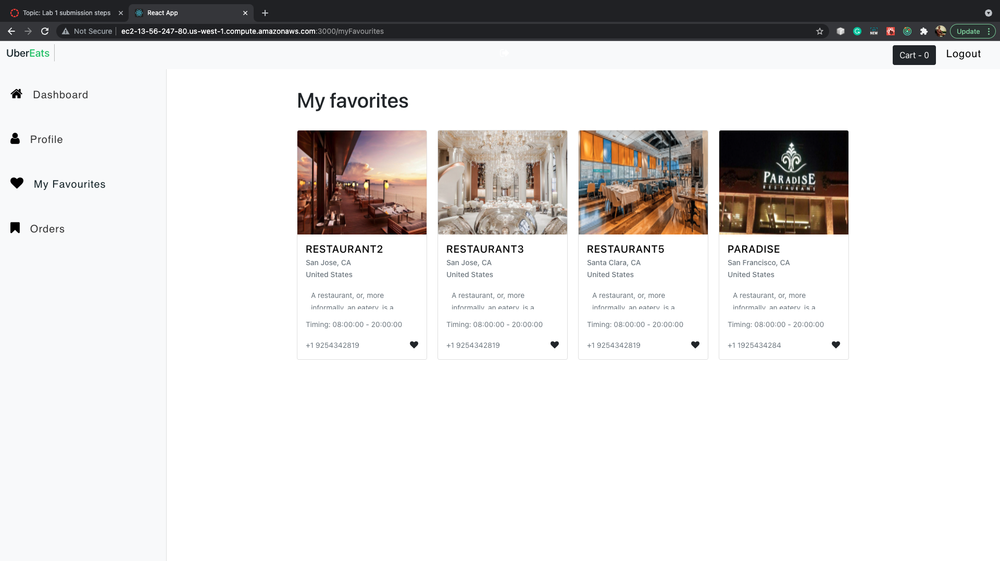 Topic: Lab 1 submission steps
React App
Not Secure
ec2-13-56-247-80.us-west-1.compute.amazonaws.com:3000/myFavourites
NEW
Update
UberEats
Cart - 0
Logout
Dashboard
Profile
My Favourites
Orders
My favorites
PARADISE
RESTAURANT
RESTAURANT2
San Jose, CA
United States
A restaurant, or, more
informally, an eatery, is a
Timing: 08:00:00 - 20:00:00
+1 9254342819
RESTAURANT3
San Jose, CA
United States
A restaurant, or, more
informally, an eatery, is a
Timing: 08:00:00 - 20:00:00
+1 9254342819
RESTAURANT5
Santa Clara, CA
United States
A restaurant, or, more
informally, an eatery, is a
Timing: 08:00:00 - 20:00:00
+1 9254342819
PARADISE
San Francisco, CA
United States
A restaurant, or, more
informally, an eatery, is a
Timing: 08:00:00 - 20:00:00
+1 1925434284